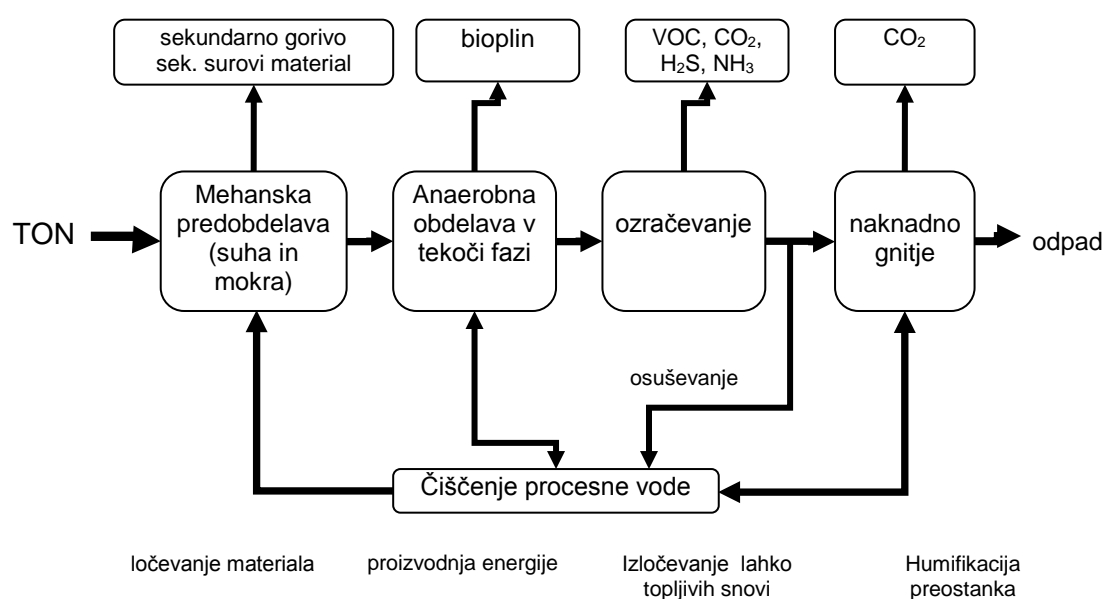 sekundarno gorivo
sek. surovi material
bioplin
VOC, CO₂,
H₂S, NH₃
CO₂
TON
Mehanska
predobdelava
(suha in
mokra)
Anaerobna
obdelava v
tekoči fazi
ozračevanje
naknadno
gnitje
odpad
osuševanje
Čiščenje procesne vode
ločevanje materiala
proizvodnja energije
Izločevanje lahko
topljivih snovi
Humifikacija
preostanka